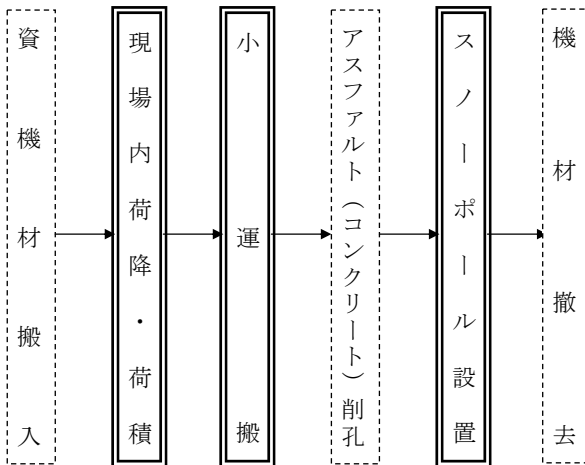 資機材搬入
現場内荷降・荷積
小運搬
アスファルト（コンクリート）削孔
スノーポール設置
機材撤去